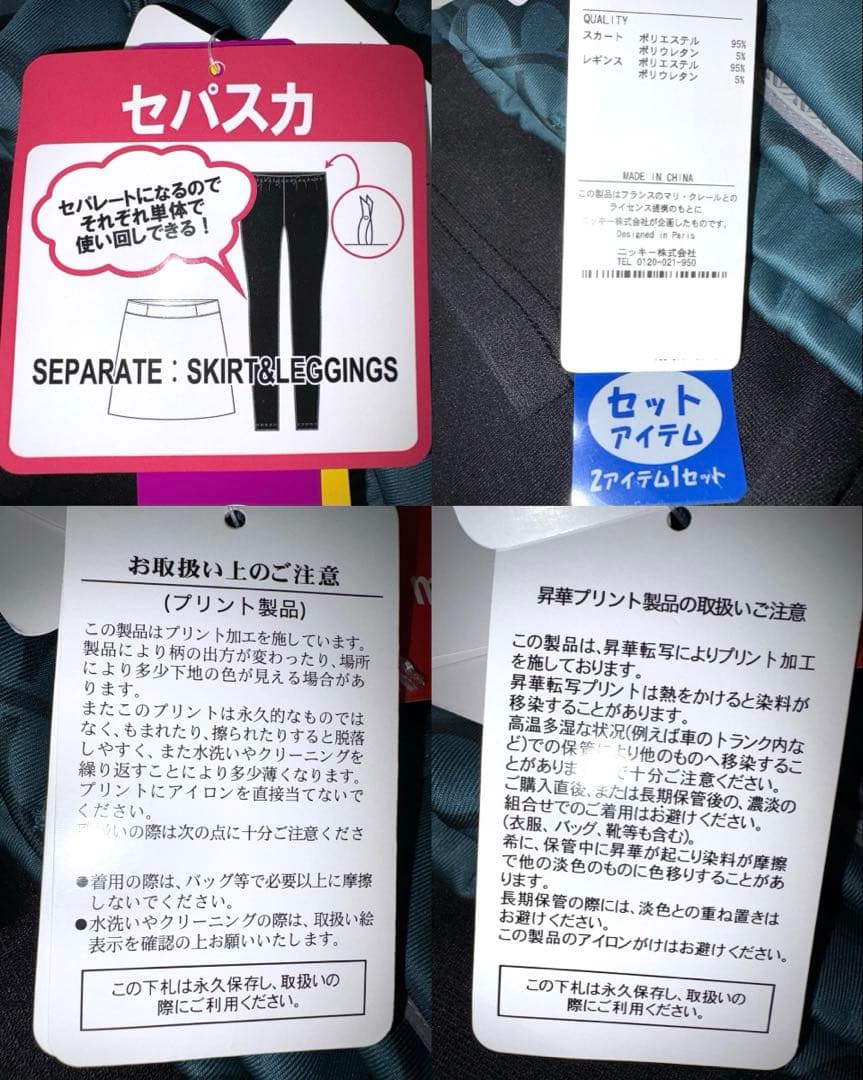 セパスカ
セパレートになるので
それぞれ単体で
使い回しできる！
SEPARATE：SKIRT&LEGGINGS
QUALITY
スカート ポリエステル 95%
ポリウレタン 5%
レギンス ポリエステル 95%
ポリウレタン 5%
MADE IN CHINA
この製品はフランスのマリ・クレールとの
ライセンス提携のもとに
ニッキー株式会社が企画したものです。
Designed in Paris
ニッキー株式会社
TEL 0120-021-950
セット
アイテム
2アイテム1セット
お取扱い上のご注意
(プリント製品)
この製品はプリント加工を施しています。
製品により柄の出方が変わったり、場所
により多少下地の色が見える場合があ
ります。
またこのプリントは永久的なものでは
なく、もまれたり、擦られたりすると脱落
しやすく、また水洗いやクリーニングを
繰り返すことにより多少薄くなります。
プリントにアイロンを直接当てないで
ください。
扱いの際は次の点に十分ご注意くださ
●着用の際は、バッグ等で必要以上に摩擦
しないでください。
●水洗いやクリーニングの際は、取扱い絵
表示を確認の上お願いいたします。
この下札は永久保存し、取扱いの
際にご利用ください。
昇華プリント製品の取扱いご注意
この製品は、昇華転写によりプリント加工
を施しております。
昇華転写プリントは熱をかけると染料が
移染することがあります。
高温多湿な状況(例えば車のトランク内な
ど)での保管により他のものへ移染するこ
とがありま で十分ご注意ください。
ご購入直後、または長期保管後の、濃淡の
組合せでのご着用はお避けください。
(衣服、バッグ、靴等も含む)。
希に、保管中に昇華が起こり染料が摩擦
で他の淡色のものに色移りすることがあ
ります。
長期保管の際には、淡色との重ね置きは
お避けください。
この製品のアイロンがけはお避けください。
この下札は永久保存し、取扱いの
際にご利用ください。